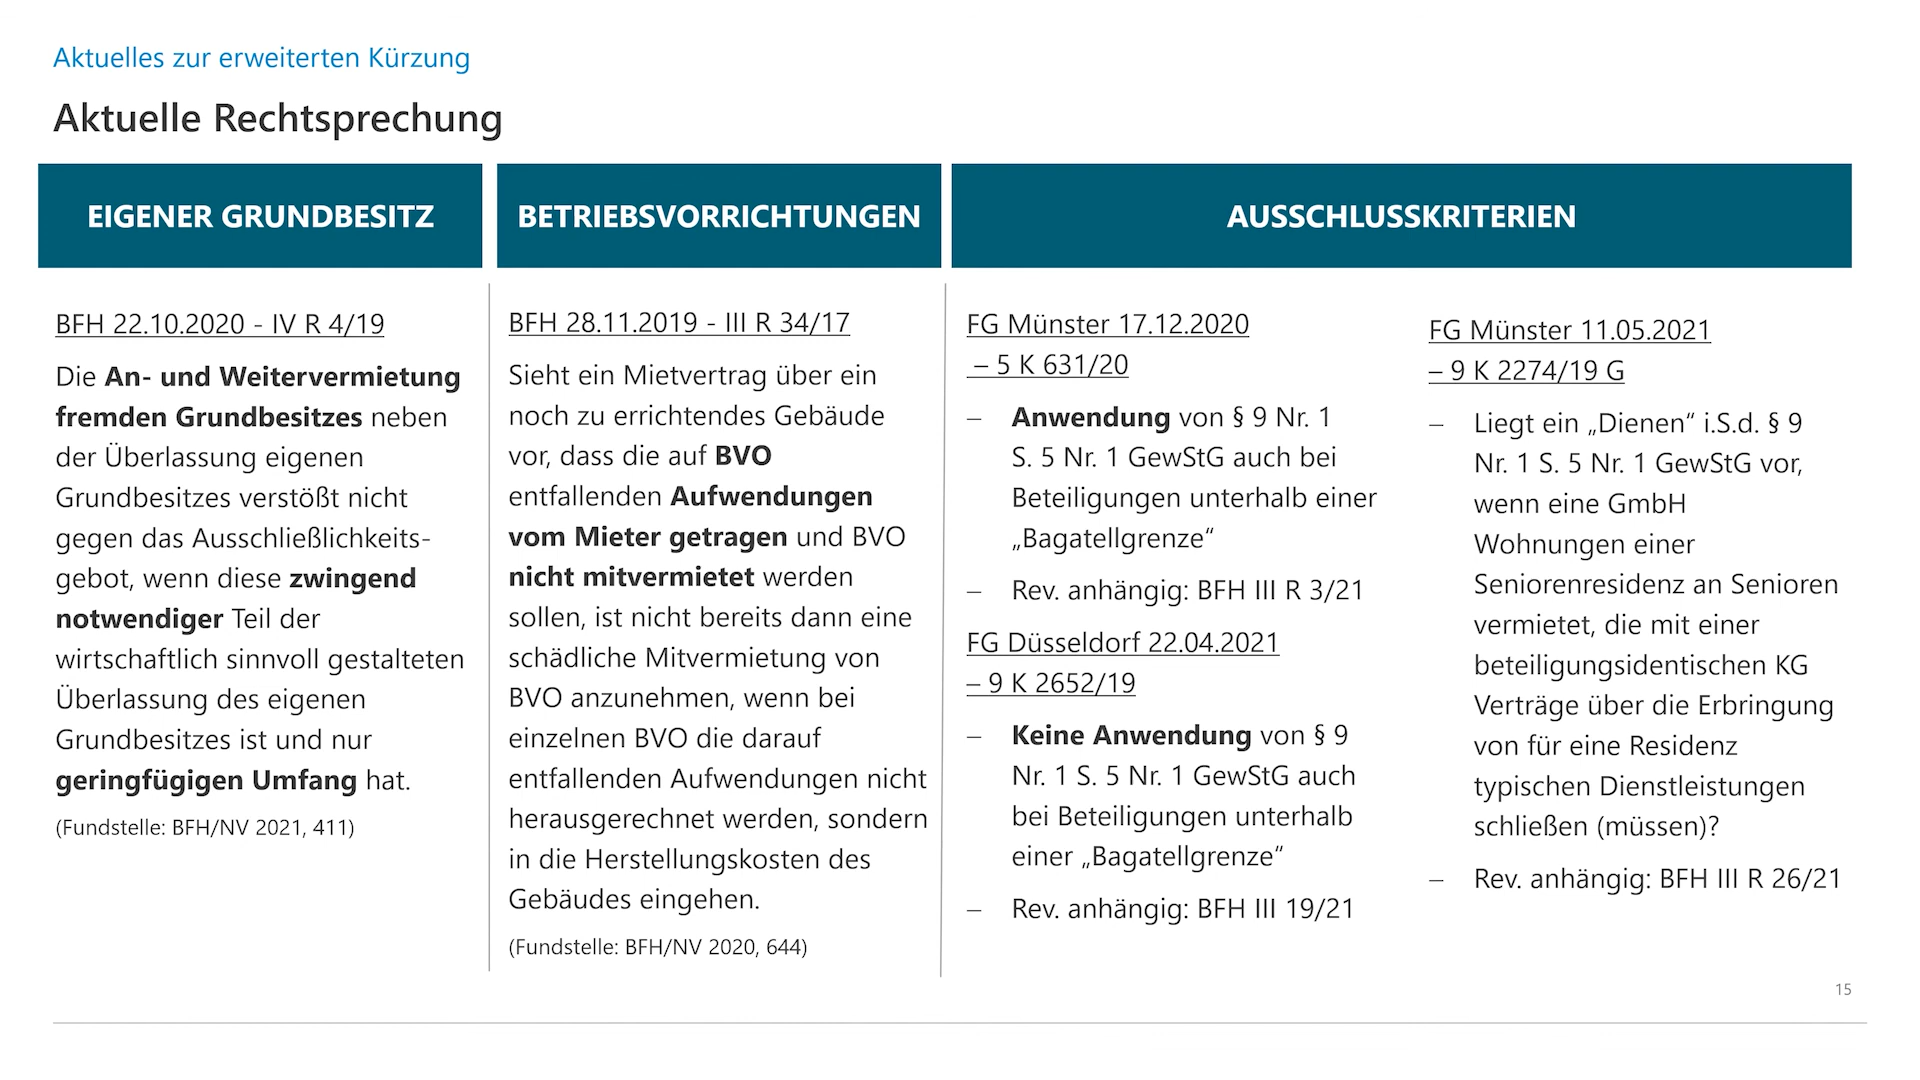 Aktuelles zur erweiterten Kürzung
Aktuelle Rechtsprechung
EIGENER GRUNDBESITZ
BFH 22.10.2020 - IV R 4/19
Die An- und Weitervermietung
fremden Grundbesitzes neben
der Überlassung eigenen
Grundbesitzes verstößt nicht
gegen das Ausschließlichkeits-
gebot, wenn diese zwingend
notwendiger Teil der
wirtschaftlich sinnvoll gestalteten
Überlassung des eigenen
Grundbesitzes ist und nur
geringfügigen Umfang hat.
(Fundstelle: BFH/NV 2021, 411)
BETRIEBSVORRICHTUNGEN
BFH 28.11.2019 - III R 34/17
Sieht ein Mietvertrag über ein
noch zu errichtendes Gebäude
vor, dass die auf BVO
entfallenden Aufwendungen
vom Mieter getragen und BVO
nicht mitvermietet werden
sollen, ist nicht bereits dann eine
schädliche Mitvermietung von
BVO anzunehmen, wenn bei
einzelnen BVO die darauf
entfallenden Aufwendungen nicht
herausgerechnet werden, sondern
in die Herstellungskosten des
Gebäudes eingehen.
(Fundstelle: BFH/NV 2020, 644)
AUSSCHLUSSKRITERIEN
FG Münster 17.12.2020
– 5 K 631/20
– Anwendung von § 9 Nr. 1
S. 5 Nr. 1 GewStG auch bei
Beteiligungen unterhalb einer
„Bagatellgrenze“
– Rev. anhängig: BFH III R 3/21
FG Düsseldorf 22.04.2021
– 9 K 2652/19
– Keine Anwendung von § 9
Nr. 1 S. 5 Nr. 1 GewStG auch
bei Beteiligungen unterhalb
einer „Bagatellgrenze“
– Rev. anhängig: BFH III 19/21
FG Münster 11.05.2021
– 9 K 2274/19 G
– Liegt ein „Dienen“ i.S.d. § 9
Nr. 1 S. 5 Nr. 1 GewStG vor,
wenn eine GmbH
Wohnungen einer
Seniorenresidenz an Senioren
vermietet, die mit einer
beteiligungsidentischen KG
Verträge über die Erbringung
von für eine Residenz
typischen Dienstleistungen
schließen (müssen)?
– Rev. anhängig: BFH III R 26/21
15